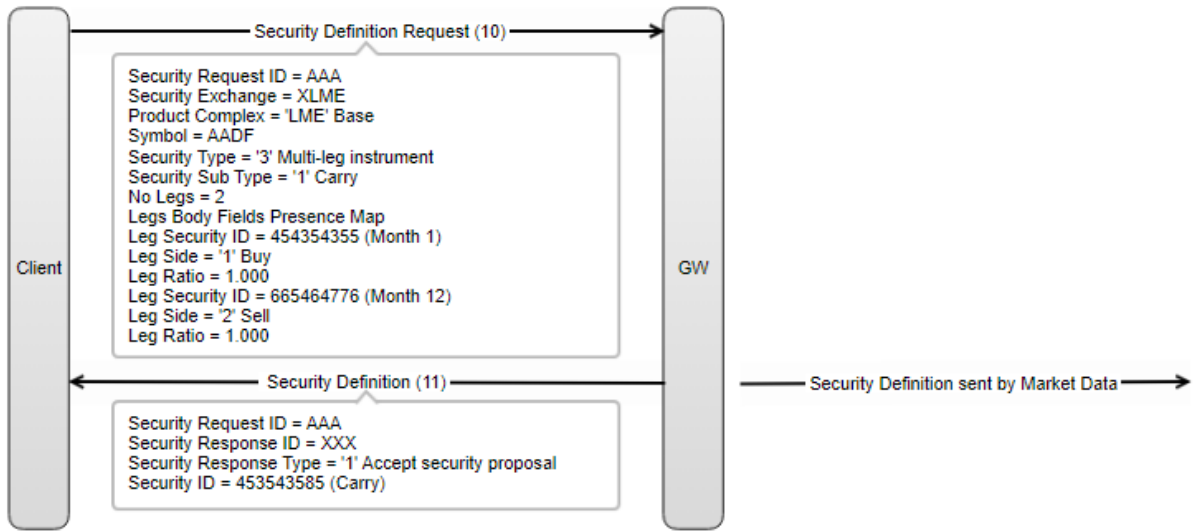 Security Definition Request (10)
Security Request ID = AAA
Security Exchange = XLME
Product Complex = 'LME' Base
Symbol = AADF
Security Type = '3' Multi-leg instrument
Security Sub Type = '1' Carry
No Legs = 2
Legs Body Fields Presence Map
Leg Security ID = 454354355 (Month 1)
Leg Side = '1' Buy
Leg Ratio = 1.000
Leg Security ID = 665464776 (Month 12)
Leg Side = '2' Sell
Leg Ratio = 1.000
Client
GW
Security Definition (11)
Security Definition sent by Market Data
Security Request ID = AAA
Security Response ID = XXX
Security Response Type = '1' Accept security proposal
Security ID = 453543585 (Carry)